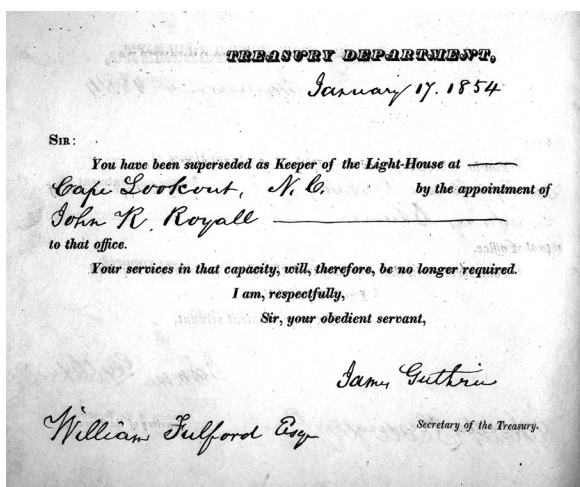 TREASURY DEPARTMENT,
January 17. 1854
SIR:
You have been superseded as Keeper of the Light-House at
Cape Lookout, N. C. by the appointment of
John R. Royall
to that office.
Your services in that capacity, will, therefore, be no longer required.
I am, respectfully,
Sir, your obedient servant,
James Guthrie
Secretary of the Treasury.
William Fulford Esq